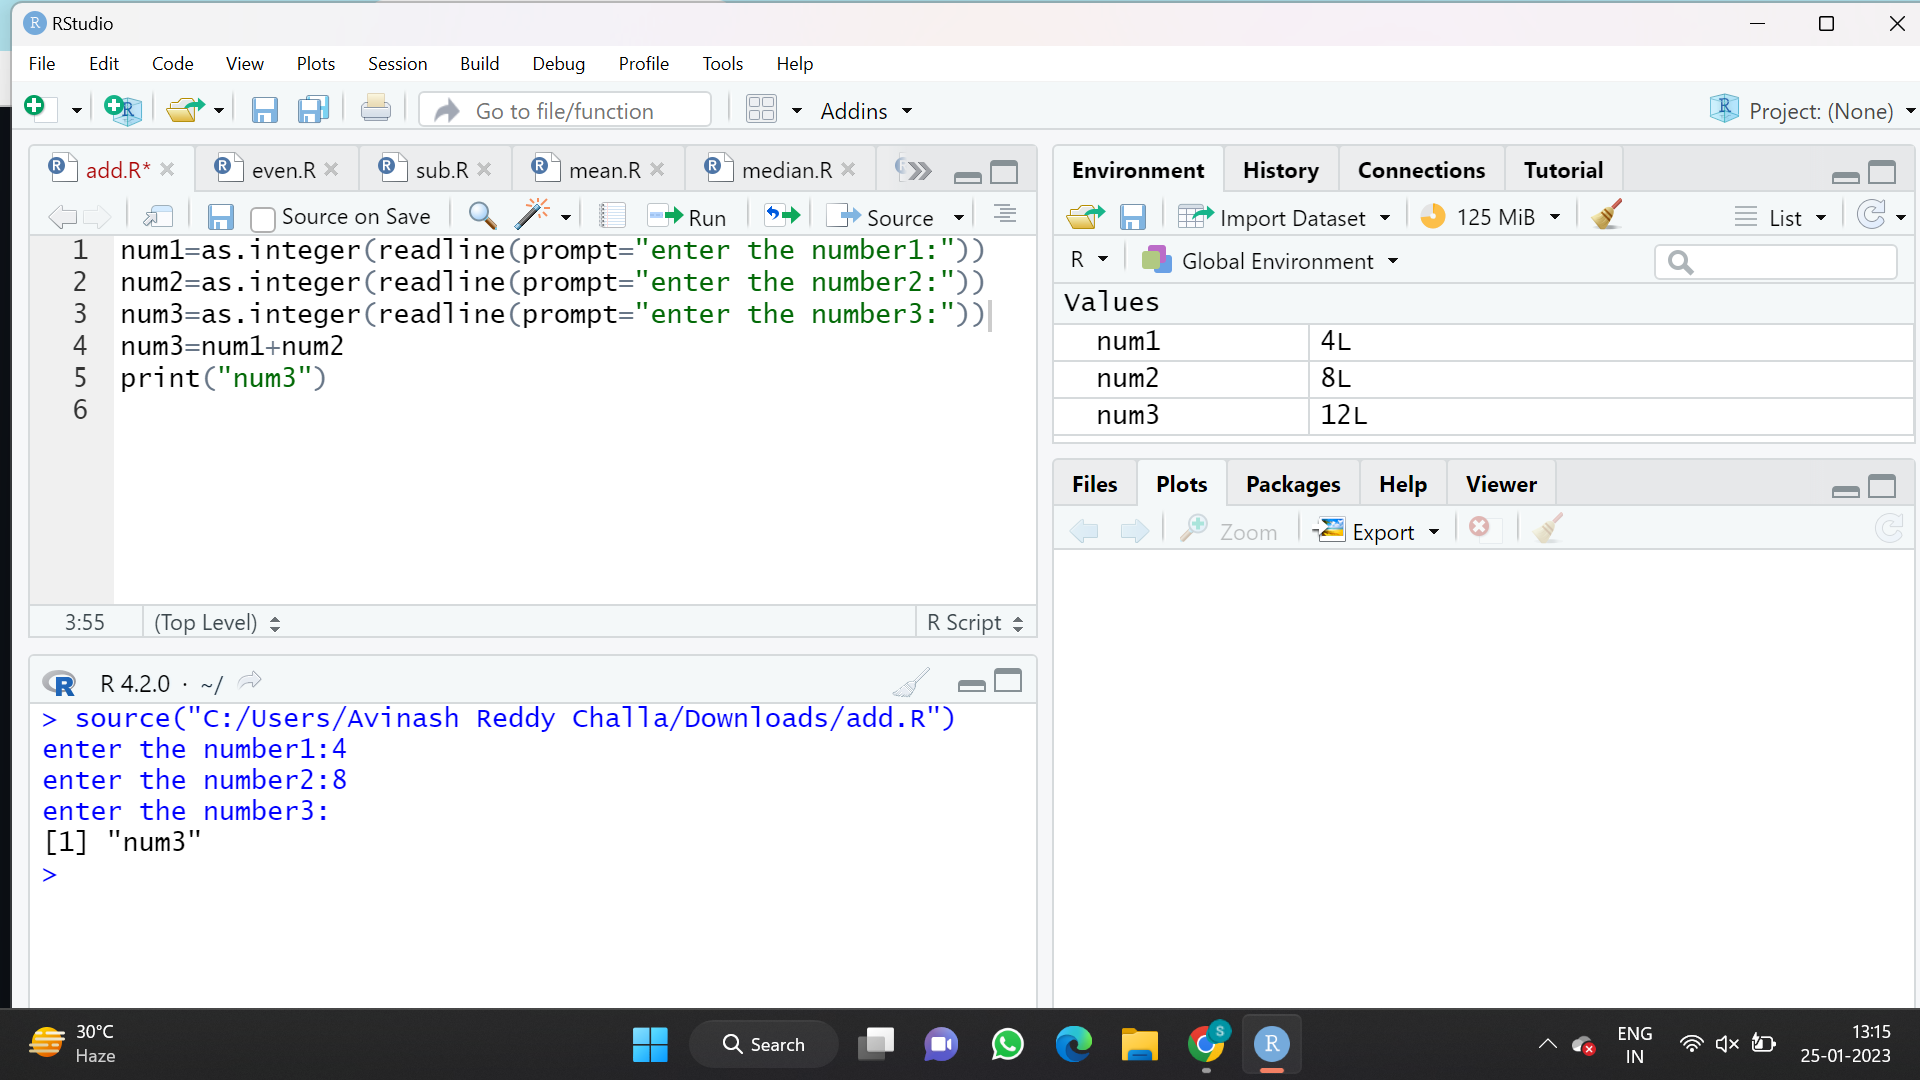 RStudio
File Edit Code View Plots Session Build Debug Profile Tools Help
Go to file/function Addins Project: (None)
add.R* even.R sub.R mean.R median.R
Source on Save Run Source
1 num1=as.integer(readline(prompt="enter the number1:"))
2 num2=as.integer(readline(prompt="enter the number2:"))
3 num3=as.integer(readline(prompt="enter the number3:"))
4 num3=num1+num2
5 print("num3")
6
3:55 (Top Level) R Script
R 4.2.0 · ~/
> source("C:/Users/Avinash Reddy Challa/Downloads/add.R")
enter the number1:4
enter the number2:8
enter the number3:
[1] "num3"
>
Environment History Connections Tutorial
Import Dataset 125 MiB List
R Global Environment
Values
num1 4L
num2 8L
num3 12L
Files Plots Packages Help Viewer
Zoom Export
30°C
Haze
Search
S
R
ENG
IN
13:15
25-01-2023